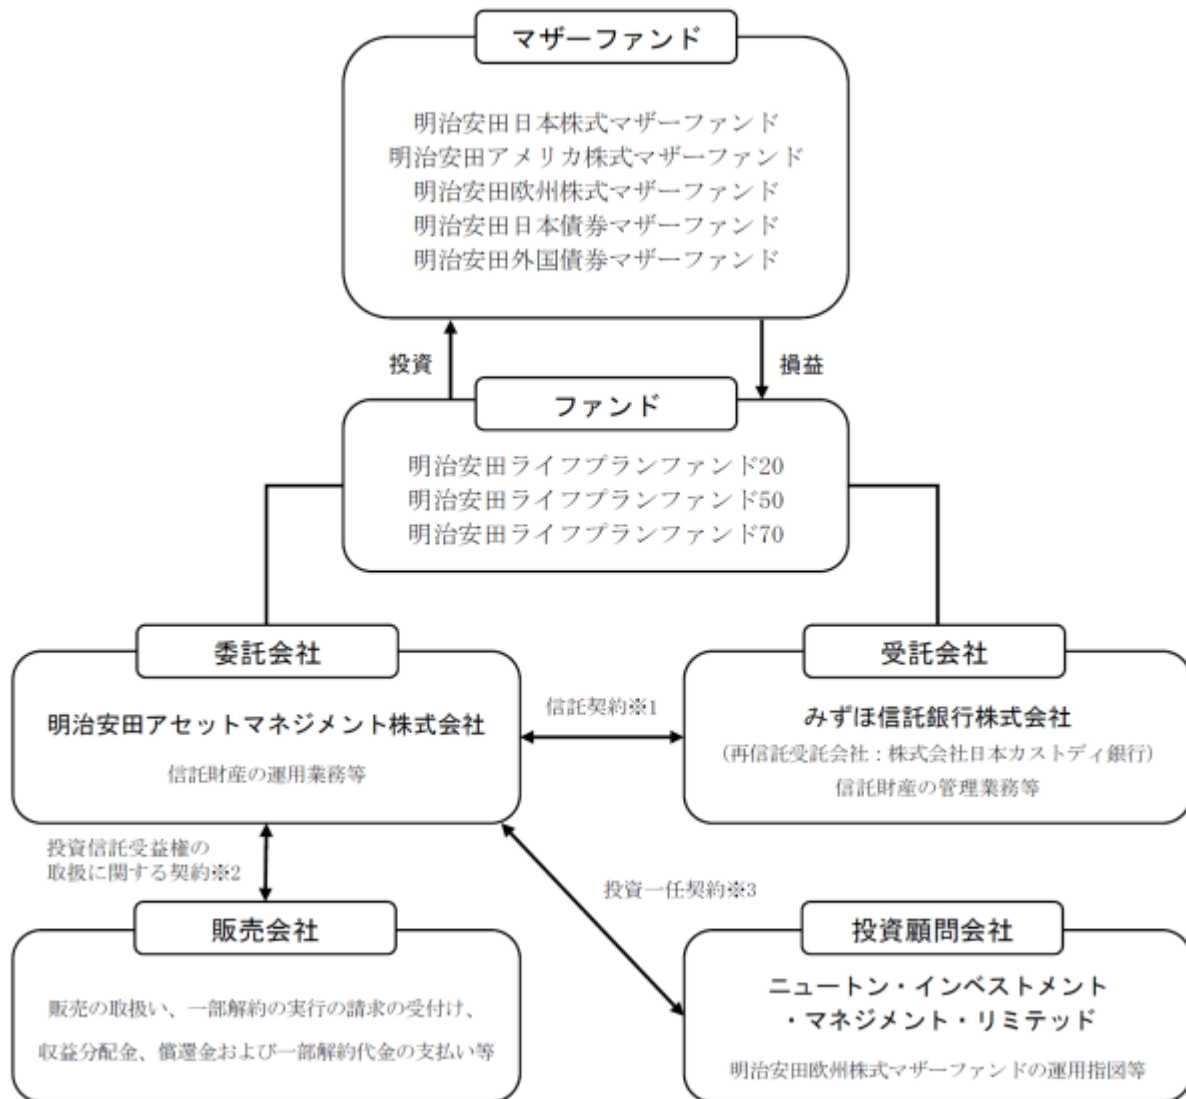 マザーファンド
明治安田日本株式マザーファンド
明治安田アメリカ株式マザーファンド
明治安田欧州株式マザーファンド
明治安田日本債券マザーファンド
明治安田外国債券マザーファンド
投資
損益
ファンド
明治安田ライフプランファンド20
明治安田ライフプランファンド50
明治安田ライフプランファンド70
委託会社
明治安田アセットマネジメント株式会社
信託財産の運用業務等
信託契約※1
受託会社
みずほ信託銀行株式会社
(再信託受託会社：株式会社日本カストディ銀行)
信託財産の管理業務等
投資信託受益権の
取扱に関する契約※2
投資一任契約※3
販売会社
販売の取扱い、一部解約の実行の請求の受付け、
収益分配金、償還金および一部解約代金の支払い等
投資顧問会社
ニュートン・インベストメント
・マネジメント・リミテッド
明治安田欧州株式マザーファンドの運用指図等